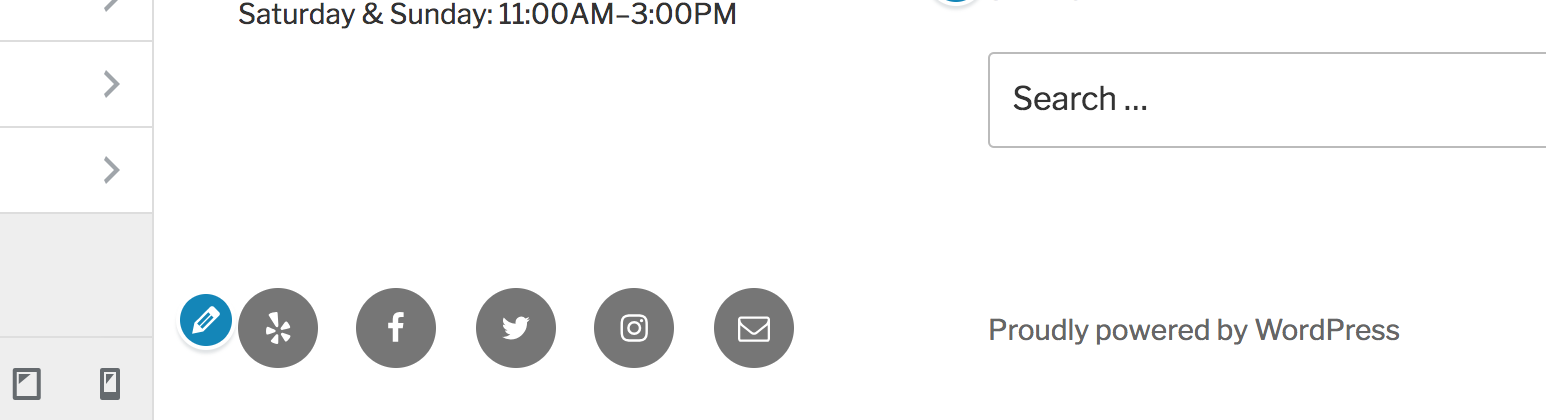 Saturday & Sunday: 11:00AM–3:00PM
Search ...
Proudly powered by WordPress